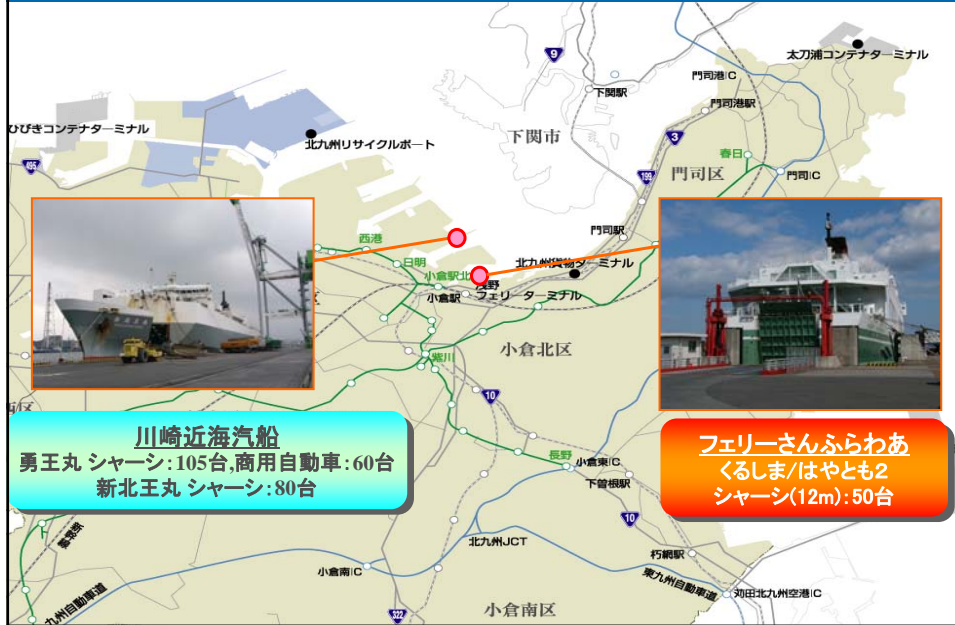 太刀浦コンテナターミナル
9
門司港IC
下関駅
門司港駅
ひびきコンテナターミナル
北九州リサイクルポート
下関市
3
495
春日
門司区
門司IC
199
門司駅
西港
日明
北九州貨物ターミナル
小倉駅北
浅野
小倉駅
フェリーターミナル
小倉北区
紫川
10
西区
川崎近海汽船
勇王丸 シャーシ:105台,商用自動車:60台
新北王丸 シャーシ:80台
フェリーさんふらわあ
くるしま/はやとも2
シャーシ(12m):50台
長野
小倉東IC
下曽根駅
10
北九州JCT
朽網駅
小倉南IC
東九州自動車道
苅田北九州空港IC
九州自動車道
322
小倉南区